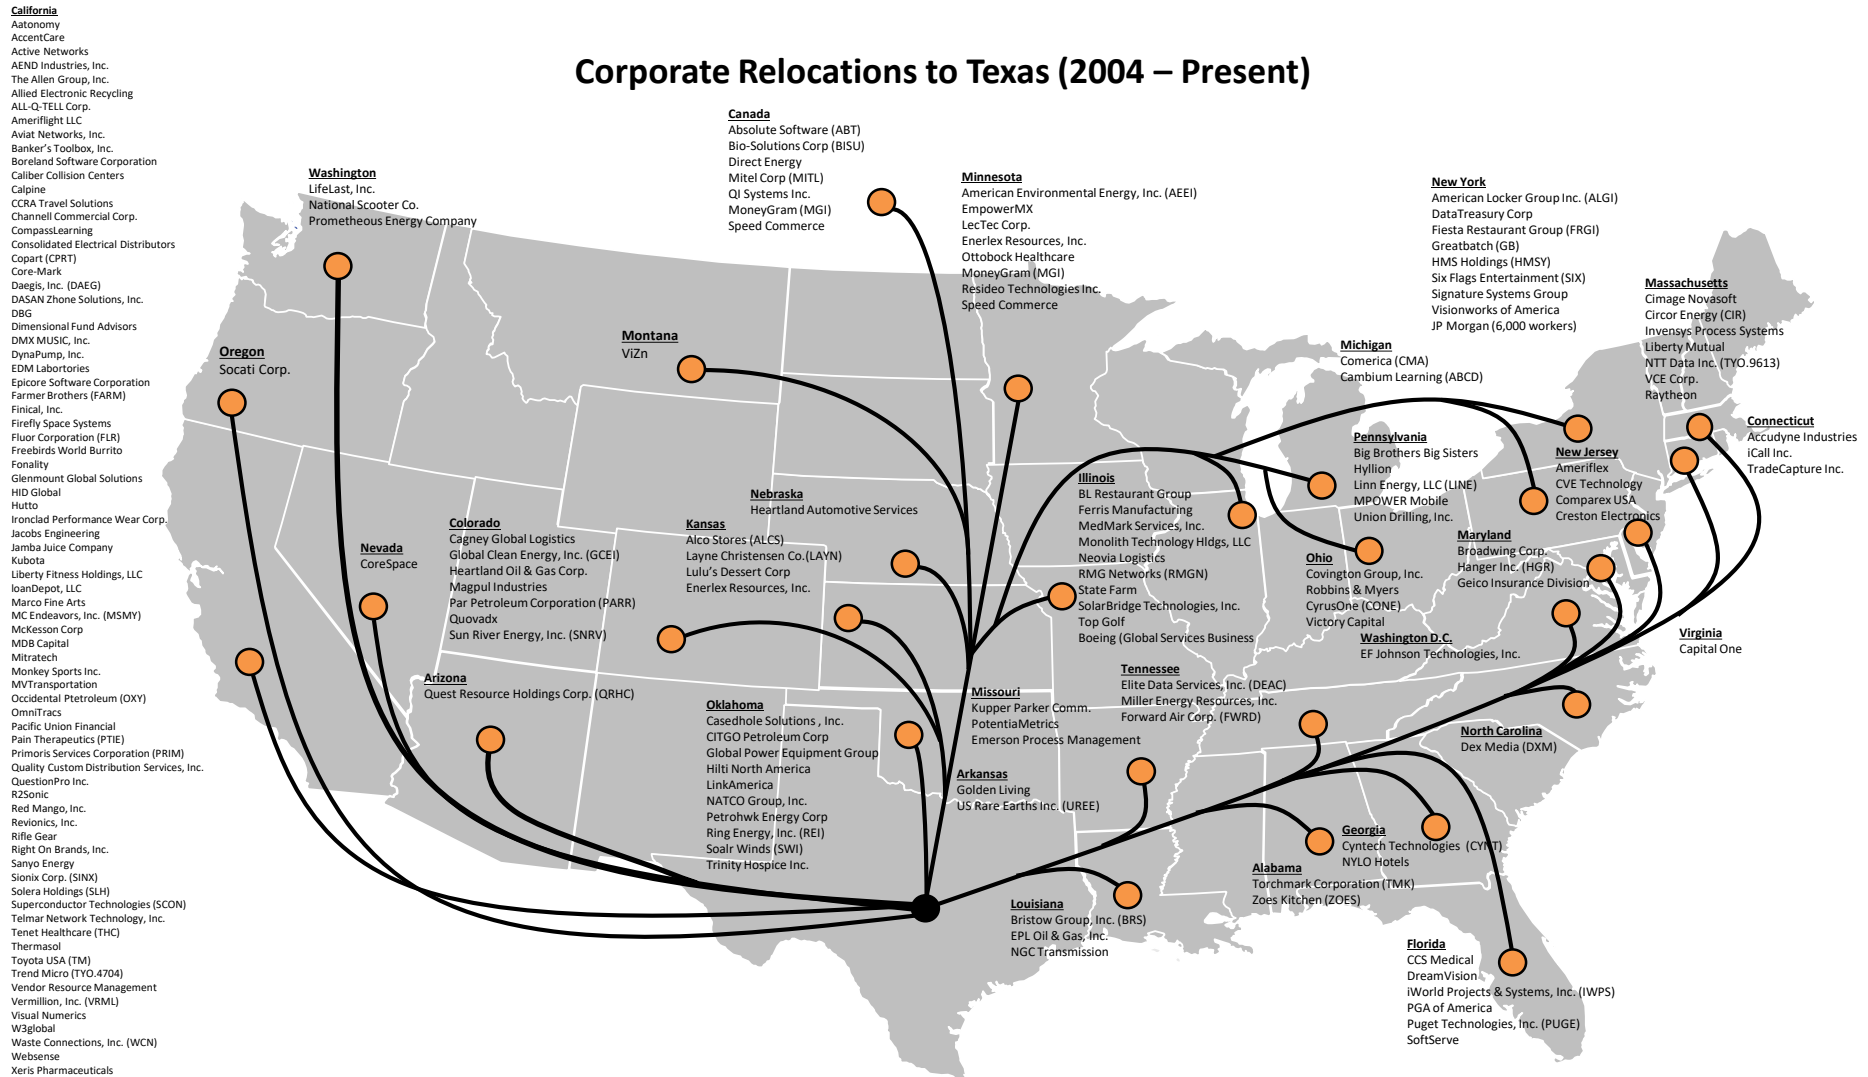 Corporate Relocations to Texas (2004 – Present)
California
Aatonomy
AccentCare
Active Networks
AEND Industries, Inc.
The Allen Group, Inc.
Allied Electronic Recycling
ALL-Q-TELL Corp.
Ameriflight LLC
Aviat Networks, Inc.
Banker's Toolbox, Inc.
Boreland Software Corporation
Caliber Collision Centers
Calpine
CCRA Travel Solutions
Channell Commercial Corp.
CompassLearning
Consolidated Electrical Distributors
Copart (CPRT)
Core-Mark
Daegis, Inc. (DAEG)
DASAN Zhone Solutions, Inc.
DBG
Dimensional Fund Advisors
DMX MUSIC, Inc.
DynaPump, Inc.
EDM Labortories
Epicore Software Corporation
Farmer Brothers (FARM)
Finical, Inc.
Firefly Space Systems
Fluor Corporation (FLR)
Freebirds World Burrito
Fonality
Glenmount Global Solutions
HID Global
Hutto
Ironclad Performance Wear Corp.
Jacobs Engineering
Jamba Juice Company
Kubota
Liberty Fitness Holdings, LLC
loanDepot, LLC
Marco Fine Arts
MC Endeavors, Inc. (MSMY)
McKesson Corp
MDB Capital
Mitratech
Monkey Sports Inc.
MVTransportation
Occidental Ptetroleum (OXY)
OmniTracs
Pacific Union Financial
Pain Therapeutics (PTIE)
Primoris Services Corporation (PRIM)
Quality Custom Distribution Services, Inc.
QuestionPro Inc.
R2Sonic
Red Mango, Inc.
Revionics, Inc.
Rifle Gear
Right On Brands, Inc.
Sanyo Energy
Sionix Corp. (SINX)
Solera Holdings (SLH)
Superconductor Technologies (SCON)
Telmar Network Technology, Inc.
Tenet Healthcare (THC)
Thermasol
Toyota USA (TM)
Trend Micro (TYO.4704)
Vendor Resource Management
Vermillion, Inc. (VRML)
Visual Numerics
W3global
Waste Connections, Inc. (WCN)
Websense
Xeris Pharmaceuticals
Washington
LifeLast, Inc.
National Scooter Co.
Prometheous Energy Company
Oregon
Socati Corp.
Montana
ViZn
Canada
Absolute Software (ABT)
Bio-Solutions Corp (BISU)
Direct Energy
Mitel Corp (MITL)
QI Systems Inc.
MoneyGram (MGI)
Speed Commerce
Minnesota
American Environmental Energy, Inc. (AEEI)
EmpowerMX
LecTec Corp.
Enerlex Resources, Inc.
Ottobock Healthcare
MoneyGram (MGI)
Resideo Technologies Inc.
Speed Commerce
New York
American Locker Group Inc. (ALGI)
DataTreasury Corp
Fiesta Restaurant Group (FRGI)
Greatbatch (GB)
HMS Holdings (HMSY)
Six Flags Entertainment (SIX)
Signature Systems Group
Visionworks of America
JP Morgan (6,000 workers)
Massachusetts
Cimage Novasoft
Circor Energy (CIR)
Invensys Process Systems
Liberty Mutual
NTT Data Inc. (TYO.9613)
VCE Corp.
Raytheon
Michigan
Comerica (CMA)
Cambium Learning (ABCD)
Connecticut
Accudyne Industries
iCall Inc.
TradeCapture Inc.
Pennsylvania
Big Brothers Big Sisters
Hyllion
Linn Energy, LLC (LINE)
MPOWER Mobile
Union Drilling, Inc.
New Jersey
Ameriflex
CVE Technology
Comparex USA
Creston Electronics
Nebraska
Heartland Automotive Services
Illinois
BL Restaurant Group
Ferris Manufacturing
MedMark Services, Inc.
Monolith Technology Hldgs, LLC
Neovia Logistics
RMG Networks (RMGN)
State Farm
SolarBridge Technologies, Inc.
Top Golf
Boeing (Global Services Business
Nevada
CoreSpace
Colorado
Cagney Global Logistics
Global Clean Energy, Inc. (GCEI)
Heartland Oil & Gas Corp.
Magpul Industries
Par Petroleum Corporation (PARR)
Quovadx
Sun River Energy, Inc. (SNRV)
Kansas
Alco Stores (ALCS)
Layne Christensen Co.(LAYN)
Lulu's Dessert Corp
Enerlex Resources, Inc.
Ohio
Covington Group, Inc.
Robbins & Myers
CyrusOne (CONE)
Victory Capital
Maryland
Broadwing Corp.
Hanger Inc. (HGR)
Geico Insurance Division
Washington D.C.
EF Johnson Technologies, Inc.
Virginia
Capital One
Arizona
Quest Resource Holdings Corp. (QRHC)
Oklahoma
Casedhole Solutions , Inc.
CITGO Petroleum Corp
Global Power Equipment Group
Hilti North America
LinkAmerica
NATCO Group, Inc.
Petrohwk Energy Corp
Ring Energy, Inc. (REI)
Soalr Winds (SWI)
Trinity Hospice Inc.
Missouri
Kupper Parker Comm.
PotentiaMetrics
Emerson Process Management
Tennessee
Elite Data Services, Inc. (DEAC)
Miller Energy Resources, Inc.
Forward Air Corp. (FWRD)
North Carolina
Dex Media (DXM)
Arkansas
Golden Living
US Rare Earths Inc. (UREE)
Georgia
Cyntech Technologies (CYNT)
NYLO Hotels
Alabama
Torchmark Corporation (TMK)
Zoes Kitchen (ZOES)
Louisiana
Bristow Group, Inc. (BRS)
EPL Oil & Gas, Inc.
NGC Transmission
Florida
CCS Medical
DreamVision
iWorld Projects & Systems, Inc. (IWPS)
PGA of America
Puget Technologies, Inc. (PUGE)
SoftServe